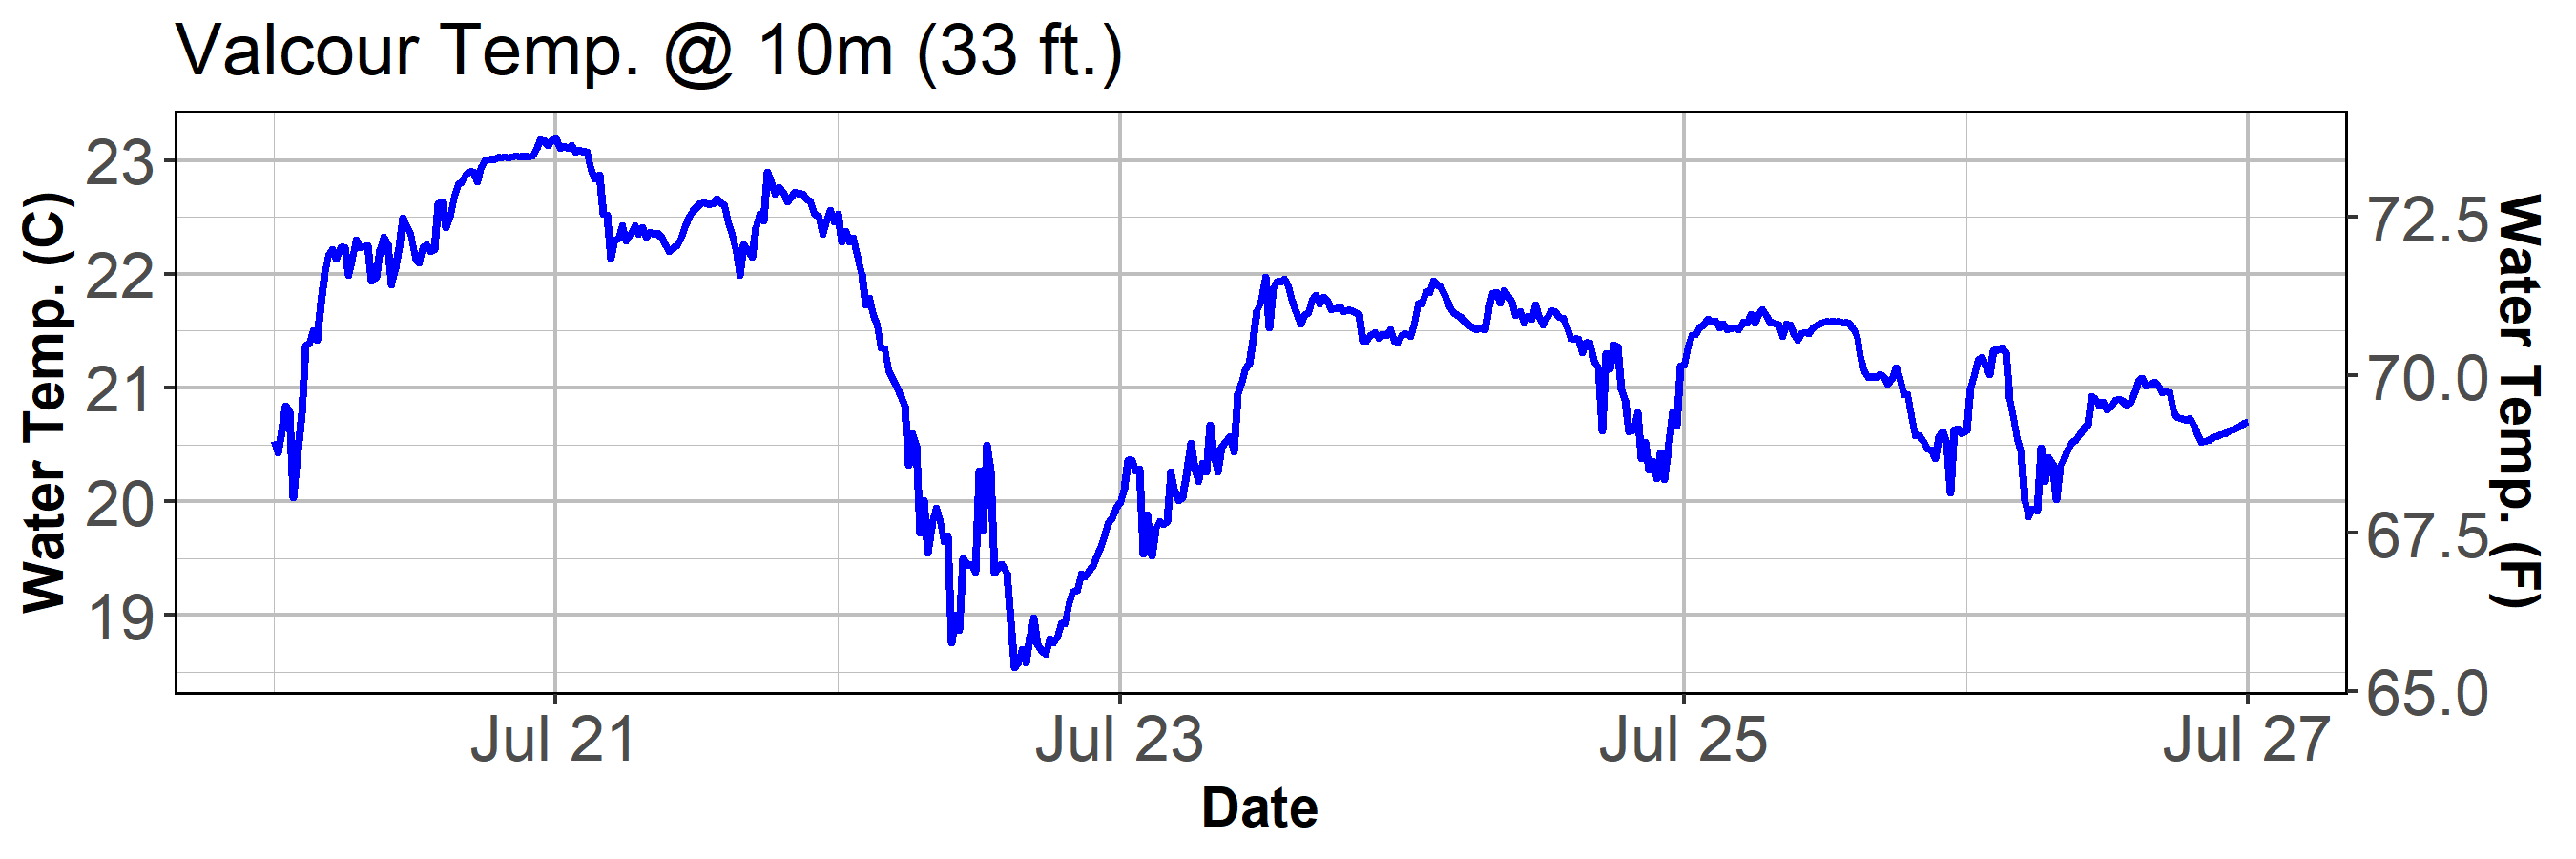 Valcour Temp. @ 10m (33 ft.)
Water Temp. (C)
23
22
21
20
19
72.5
70.0
67.5
65.0
Water Temp. (F)
Jul 21
Jul 23
Jul 25
Jul 27
Date